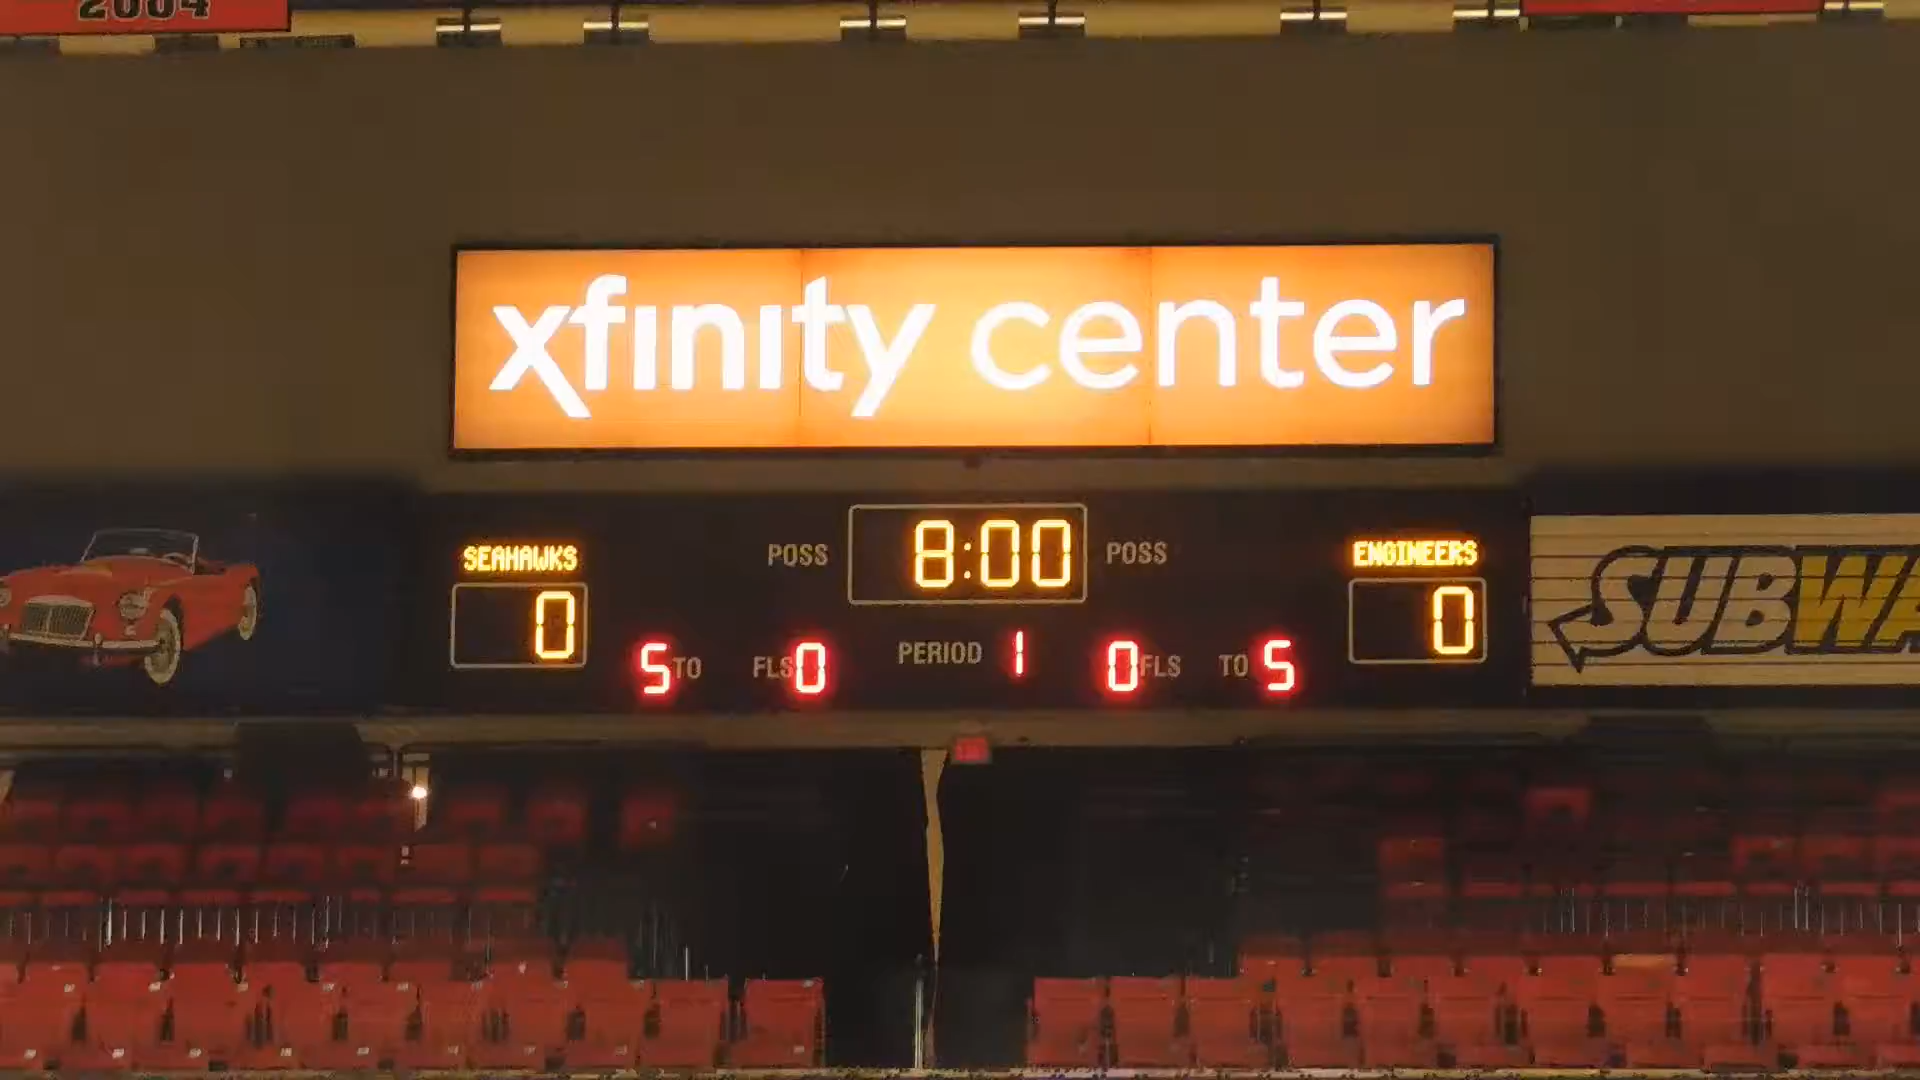 2004
xfinity center
SEAHAWKS
POSS
8:00
POSS
ENGINEERS
0
0
5 TO
FLS 0
PERIOD 1
0 FLS
TO 5
SUBWA